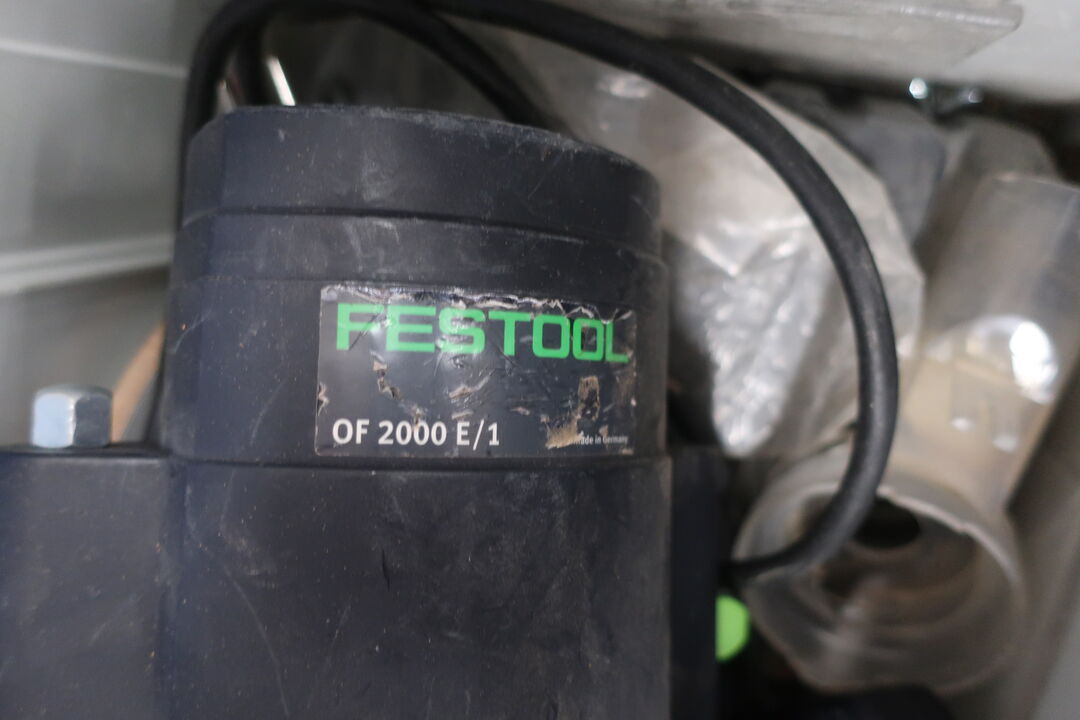 FESTOOL
OF 2000 E/1
made in Germany